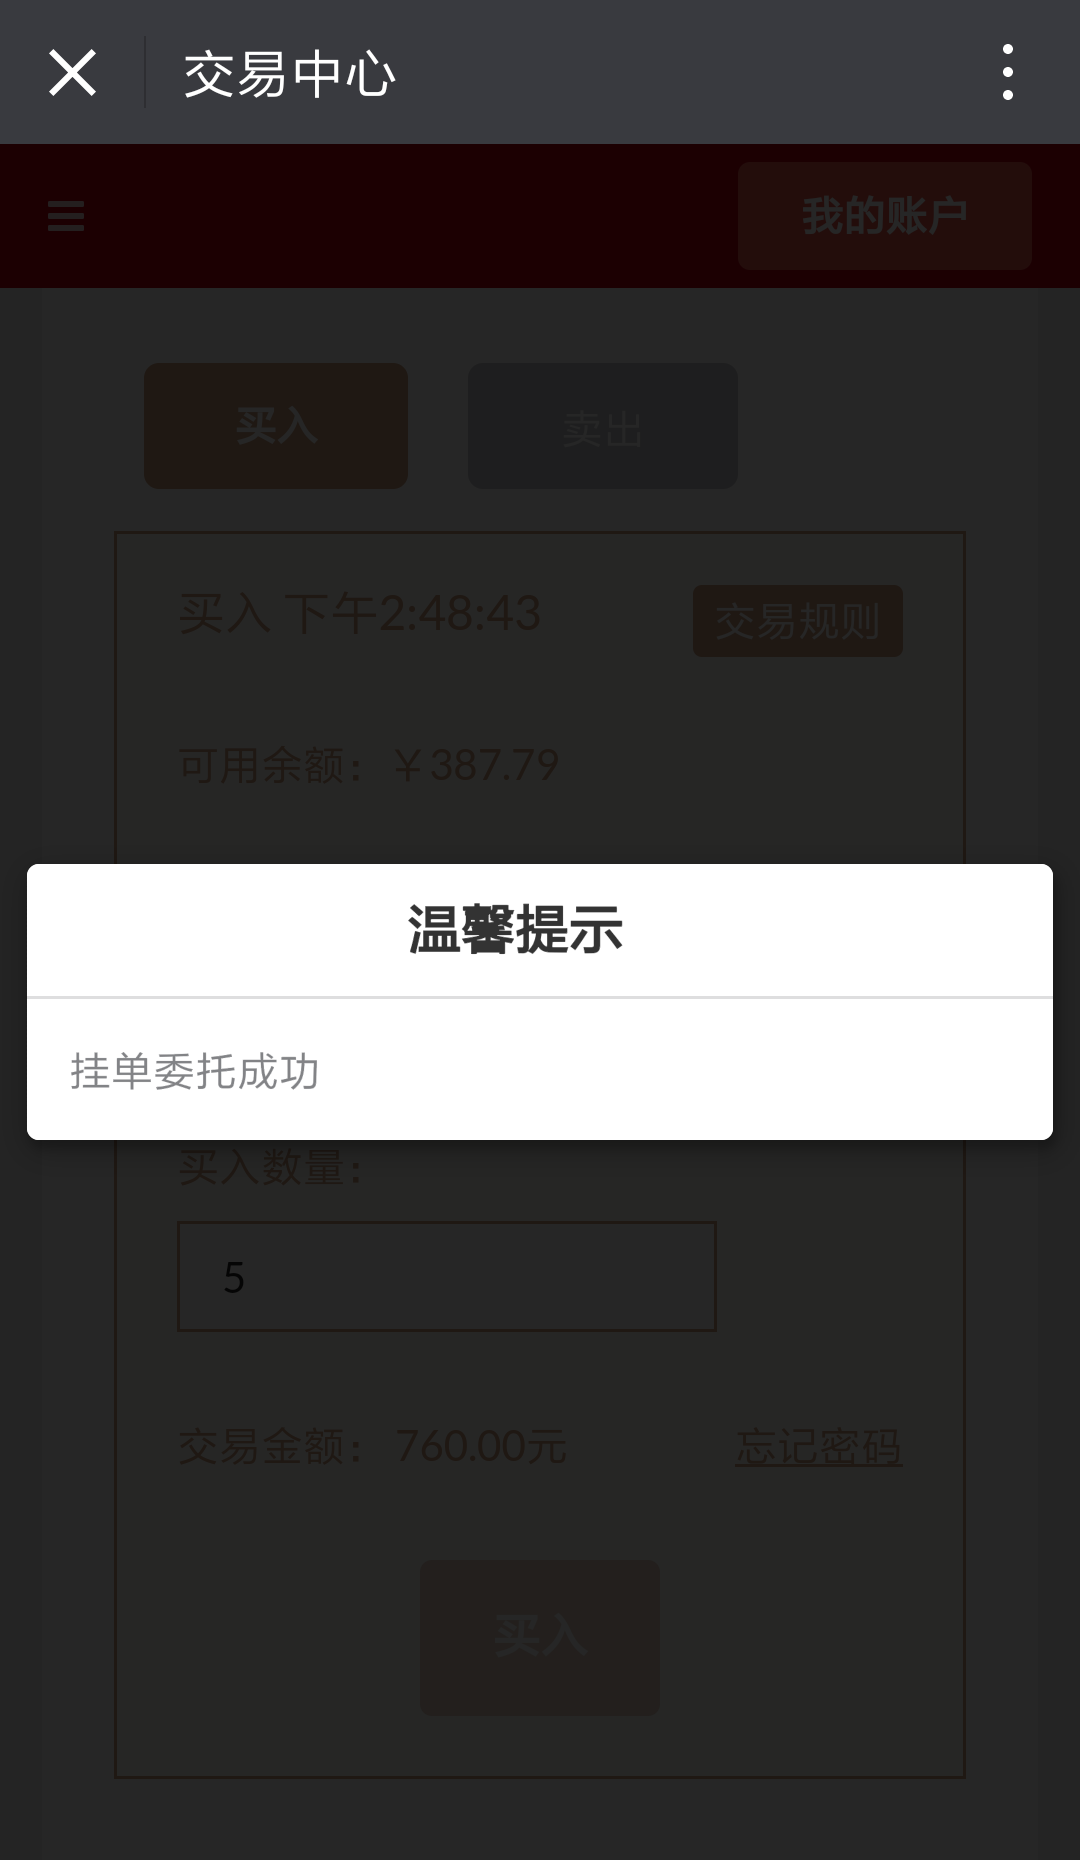 交易中心
我的账户
买入
卖出
买入 下午2:48:43
交易规则
可用余额：￥387.79
温馨提示
挂单委托成功
买入数量：
5
交易金额： 760.00元
忘记密码
买入